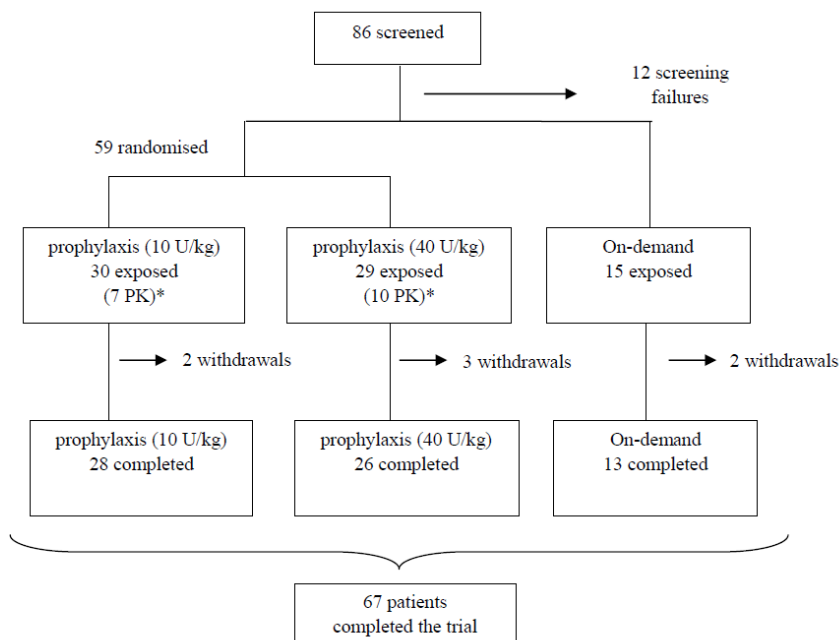 86 screened
12 screening
failures
59 randomised
prophylaxis (10 U/kg)
30 exposed
(7 PK)*
prophylaxis (40 U/kg)
29 exposed
(10 PK)*
On-demand
15 exposed
2 withdrawals
3 withdrawals
2 withdrawals
prophylaxis (10 U/kg)
28 completed
prophylaxis (40 U/kg)
26 completed
On-demand
13 completed
67 patients
completed the trial